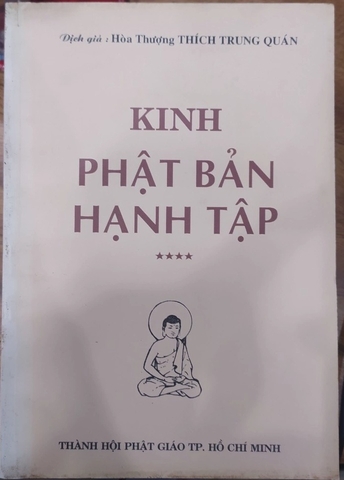 Dịch giả : Hòa Thượng THÍCH TRUNG QUÁN
KINH
PHẬT BẢN
HẠNH TẬP
★★★★
THÀNH HỘI PHẬT GIÁO TP. HỒ CHÍ MINH